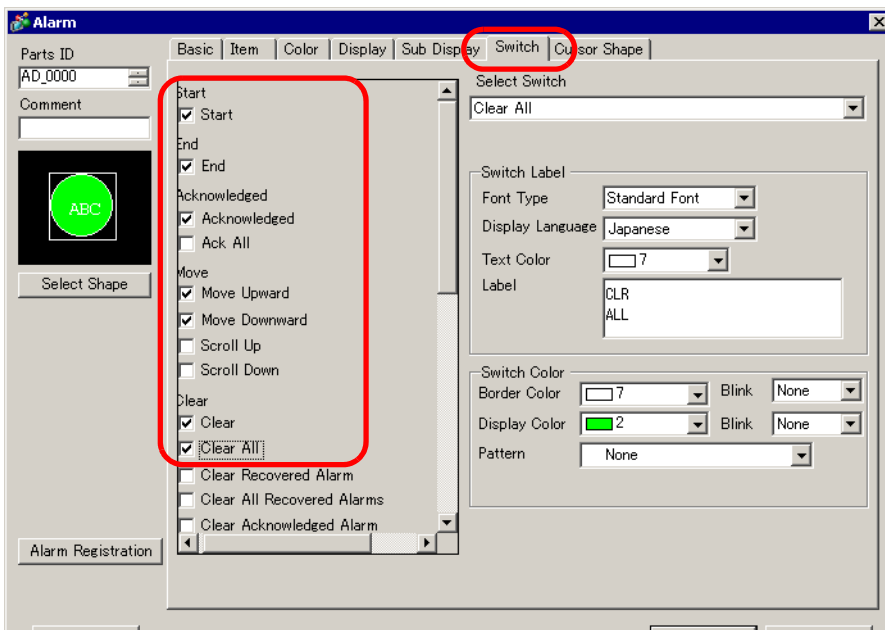 Alarm
Parts ID
AD_0000
Comment
ABC
Select Shape
Alarm Registration
Basic
Item
Color
Display
Sub Display
Switch
Cursor Shape
Start
Start
End
End
Acknowledged
Acknowledged
Ack All
Move
Move Upward
Move Downward
Scroll Up
Scroll Down
Clear
Clear
Clear All
Clear Recovered Alarm
Clear All Recovered Alarms
Clear Acknowledged Alarm
Select Switch
Clear All
Switch Label
Font Type Standard Font
Display Language Japanese
Text Color 7
Label
CLR
ALL
Switch Color
Border Color 7 Blink None
Display Color 2 Blink None
Pattern None